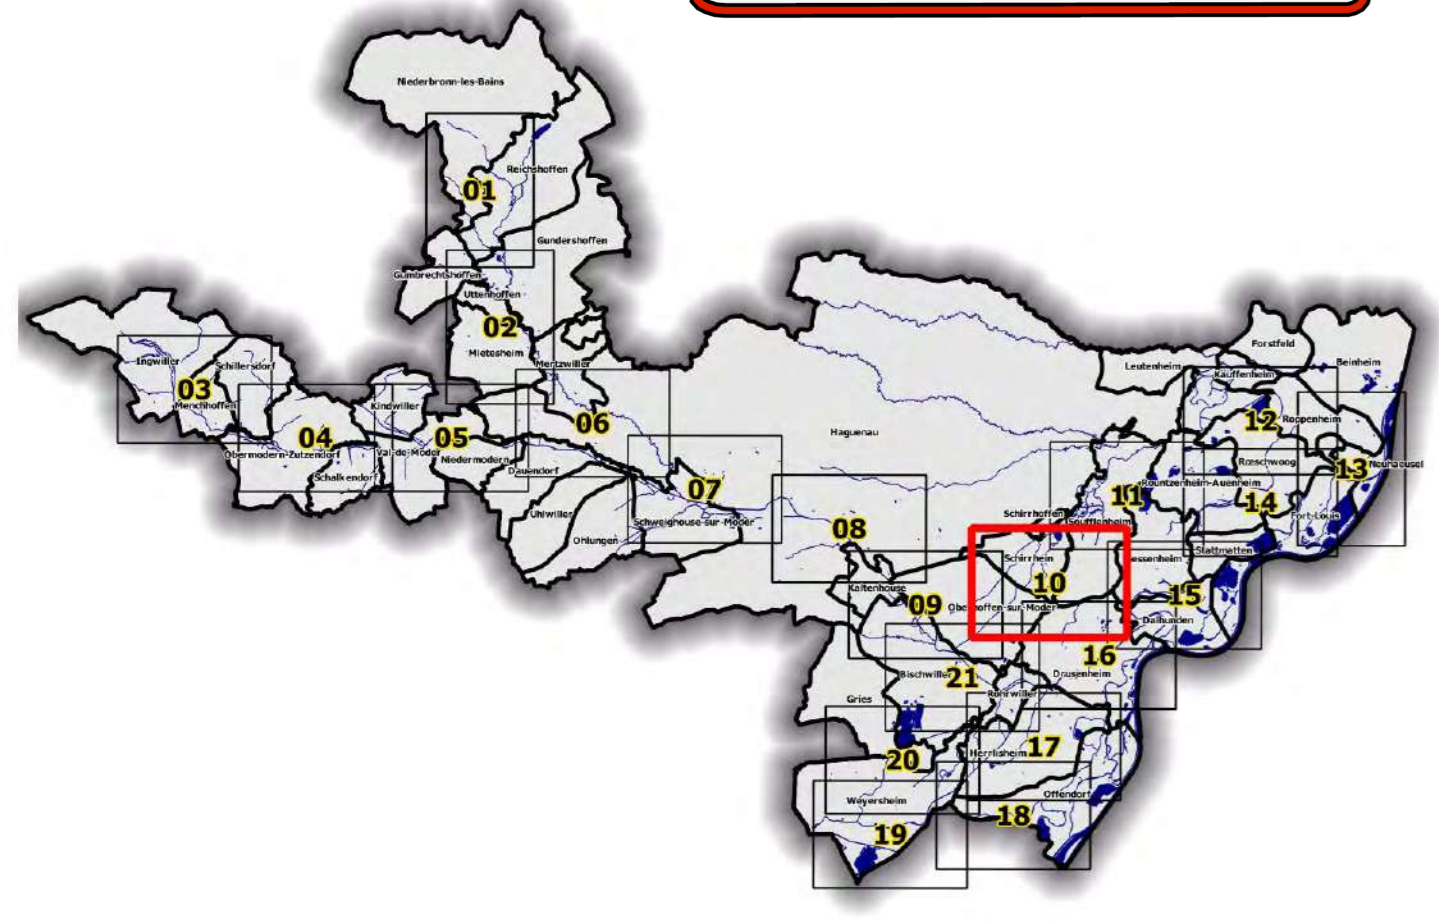 Niederbronn-les-Bains
Reichshoffen
01
Gundershoffen
Gumbrechtshoffen
Uttenhoffen
02
Mietesheim
Mertzwiller
Ingwiller
Schillersdorf
03
Menchhoffen
Kindwiller
04
05
06
Obermodern-Zutzendorf
Val-de-Moder
Niedermodern
Schalkendorf
Dauendorf
Uhlwiller
Ohlungen
07
Schweighouse-sur-Moder
Haguenau
08
Leutenheim
Forstfeld
Kauffenheim
Beinheim
12
Roppenheim
Rœschwoog
13
Neuhaeusel
Rountzenheim-Auenheim
11
14
Fort-Louis
Schirrhoffen
Soufflenheim
Stattmatten
Schirrhein
essenheim
10
Kaltenhouse
09
Oberhoffen-sur-Moder
15
Dalhunden
16
Bischwiller
21
Drusenheim
Rohrwiller
Gries
17
Herrlisheim
20
Weyersheim
Offendorf
18
19